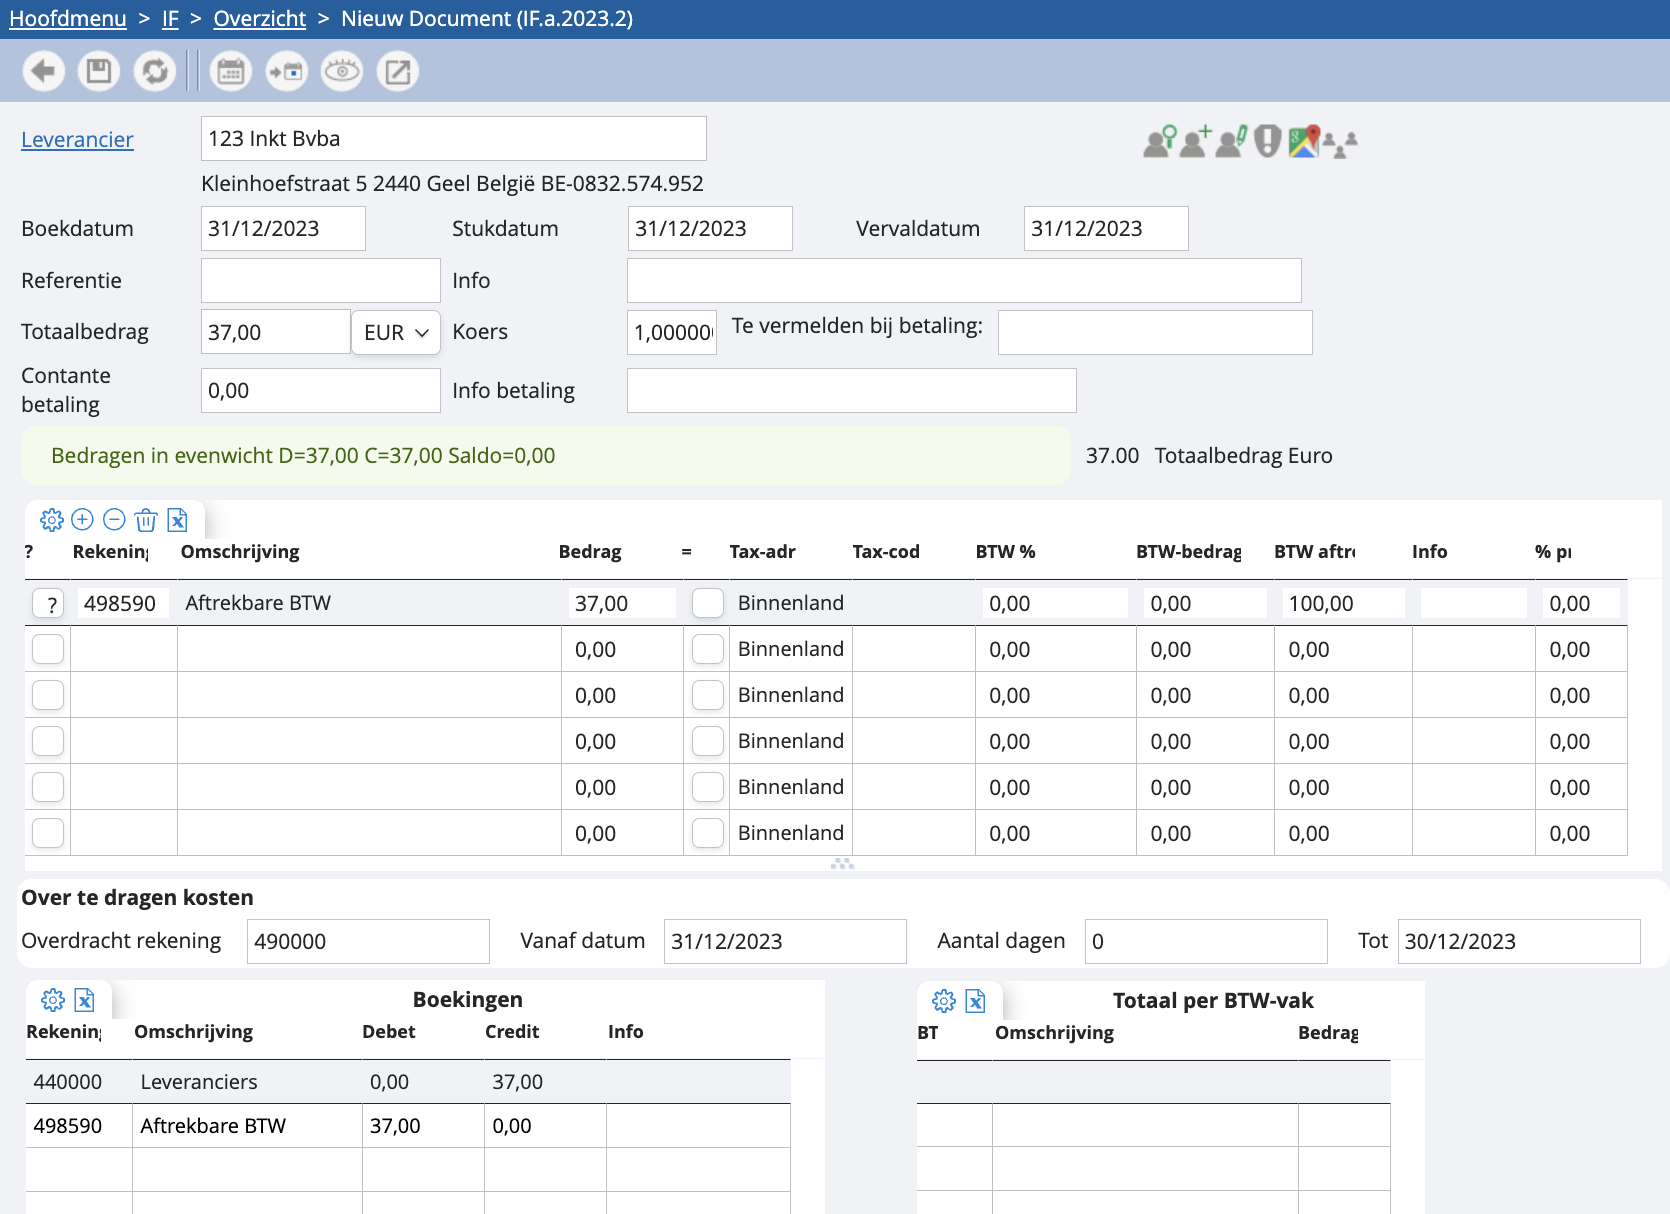 Hoofdmenu > IF > Overzicht > Nieuw Document (IF.a.2023.2)
Leverancier 123 Inkt Bvba
Kleinhoefstraat 5 2440 Geel België BE-0832.574.952
Boekdatum 31/12/2023 Stukdatum 31/12/2023 Vervaldatum 31/12/2023
Referentie Info
Totaalbedrag 37,00 EUR Koers 1,00000 Te vermelden bij betaling:
Contante betaling 0,00 Info betaling
Bedragen in evenwicht D=37,00 C=37,00 Saldo=0,00 37.00 Totaalbedrag Euro
? Rekening Omschrijving Bedrag = Tax-adr Tax-cod BTW % BTW-bedrag BTW aftr Info % p
? 498590 Aftrekbare BTW 37,00 Binnenland 0,00 0,00 100,00 0,00
0,00 Binnenland 0,00 0,00 0,00 0,00
0,00 Binnenland 0,00 0,00 0,00 0,00
0,00 Binnenland 0,00 0,00 0,00 0,00
0,00 Binnenland 0,00 0,00 0,00 0,00
0,00 Binnenland 0,00 0,00 0,00 0,00
Over te dragen kosten
Overdracht rekening 490000 Vanaf datum 31/12/2023 Aantal dagen 0 Tot 30/12/2023
Boekingen
Rekening Omschrijving Debet Credit Info
440000 Leveranciers 0,00 37,00
498590 Aftrekbare BTW 37,00 0,00
Totaal per BTW-vak
BT Omschrijving Bedrag